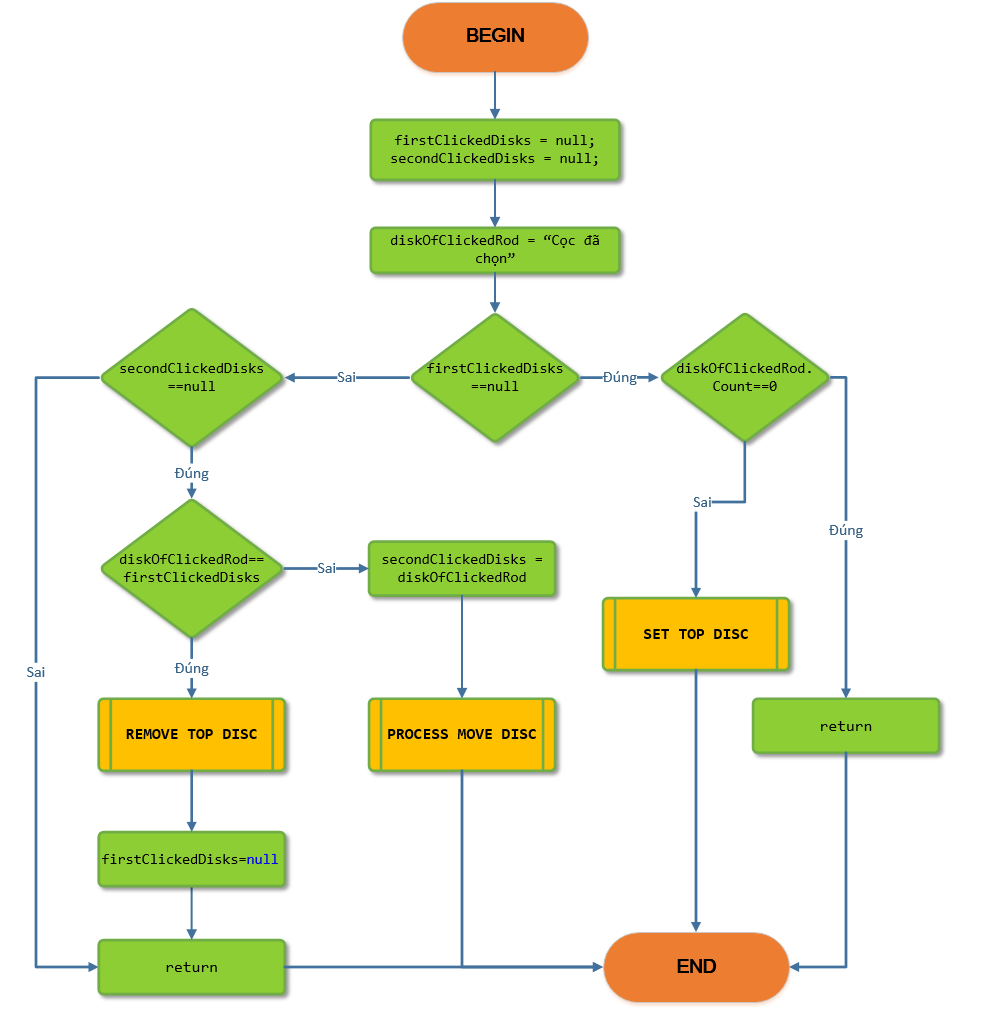 BEGIN
firstClickedDisks = null;
secondClickedDisks = null;
diskOfClickedRod = “Cọc đã
chọn”
secondClickedDisks
==null
Sai
firstClickedDisks
==null
Đúng
diskOfClickedRod.
Count==0
Đúng
Sai
Đúng
diskOfClickedRod==
firstClickedDisks
Sai
secondClickedDisks =
diskOfClickedRod
SET TOP DISC
Sai
Đúng
REMOVE TOP DISC
PROCESS MOVE DISC
return
firstClickedDisks=null
return
END